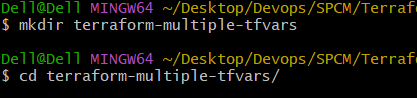 Dell@Dell MINGW64 ~/Desktop/Devops/SPCM/Terraf
$ mkdir terraform-multiple-tfvars
Dell@Dell MINGW64 ~/Desktop/Devops/SPCM/Terraf
$ cd terraform-multiple-tfvars/